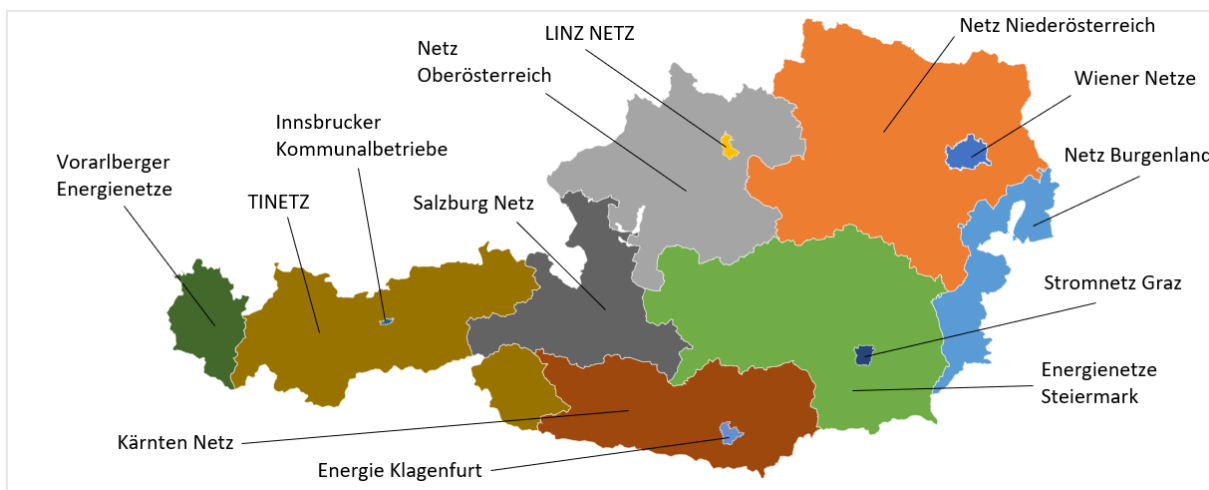 LINZ NETZ
Netz Niederösterreich
Netz
Oberösterreich
Wiener Netze
Innsbrucker
Kommunalbetriebe
Netz Burgenland
Vorarlberger
Energienetze
TINETZ
Salzburg Netz
Stromnetz Graz
Energienetze
Steiermark
Kärnten Netz
Energie Klagenfurt